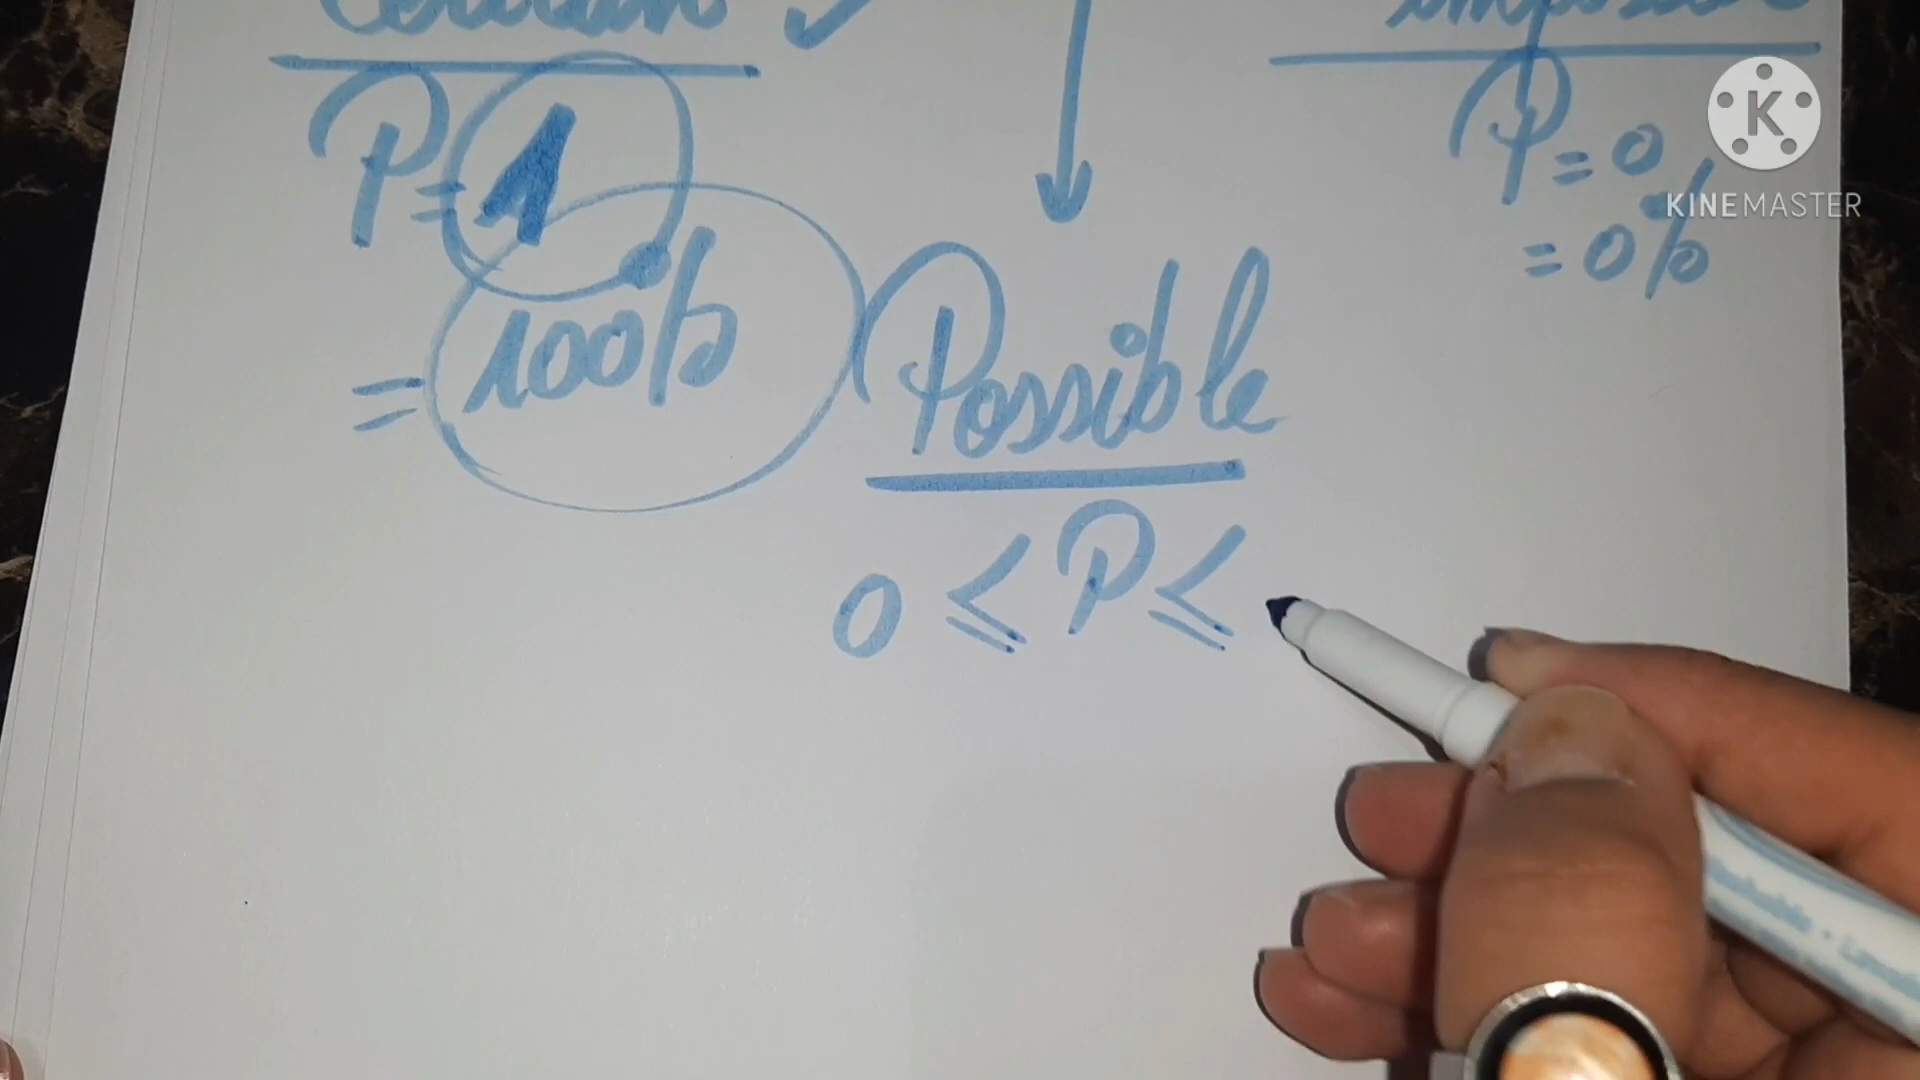 P=1
= 100%
P = 0
= 0%
Possible
0 ≤ P ≤
K
KINEMASTER